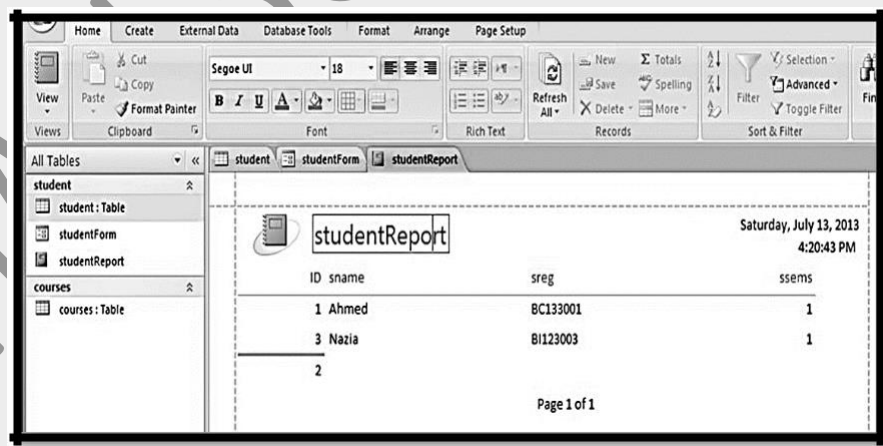 Home Create External Data Database Tools Format Arrange Page Setup
View
Views
Paste
Cut
Copy
Format Painter
Clipboard
Segoe UI 18
B I U A
Font
Rich Text
Refresh All
New
Save
Delete
Σ Totals
Spelling
More
Records
Filter
Selection
Advanced
Toggle Filter
Sort & Filter
Fin
All Tables
student
student : Table
studentForm
studentReport
courses
courses : Table
student studentForm studentReport
studentReport
Saturday, July 13, 2013
4:20:43 PM
ID sname sreg ssems
1 Ahmed BC133001 1
3 Nazia BI123003 1
2
Page 1 of 1